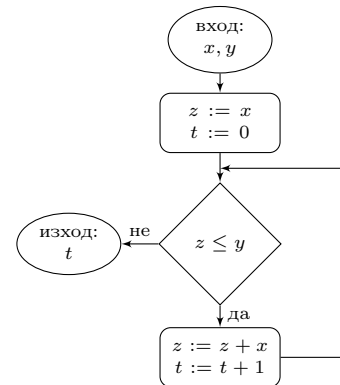 вход:
x, y
z := x
t := 0
z ≤ y
не
изход:
t
да
z := z + x
t := t + 1